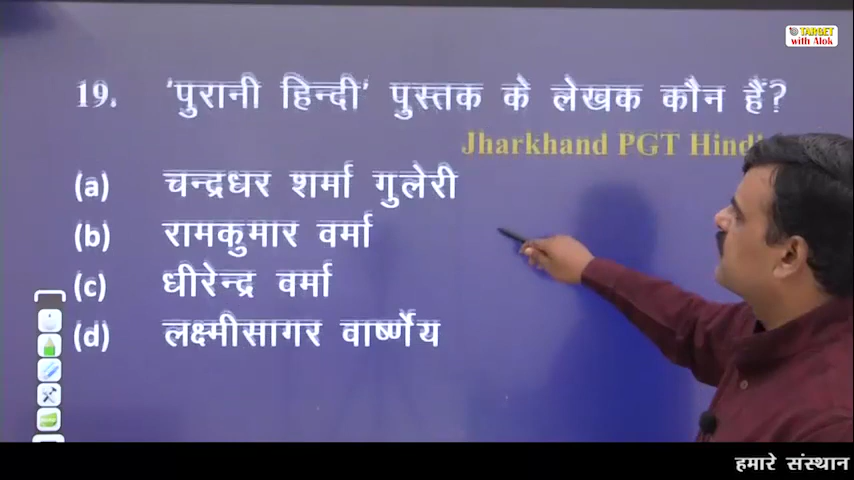 TARGET
with Alok
19. 'पुरानी हिन्दी' पुस्तक के लेखक कौन हैं?
Jharkhand PGT Hindi
(a) चन्द्रधर शर्मा गुलेरी
(b) रामकुमार वर्मा
(c) धीरेन्द्र वर्मा
(d) लक्ष्मीसागर वार्ष्णेय
हमारे संस्थान